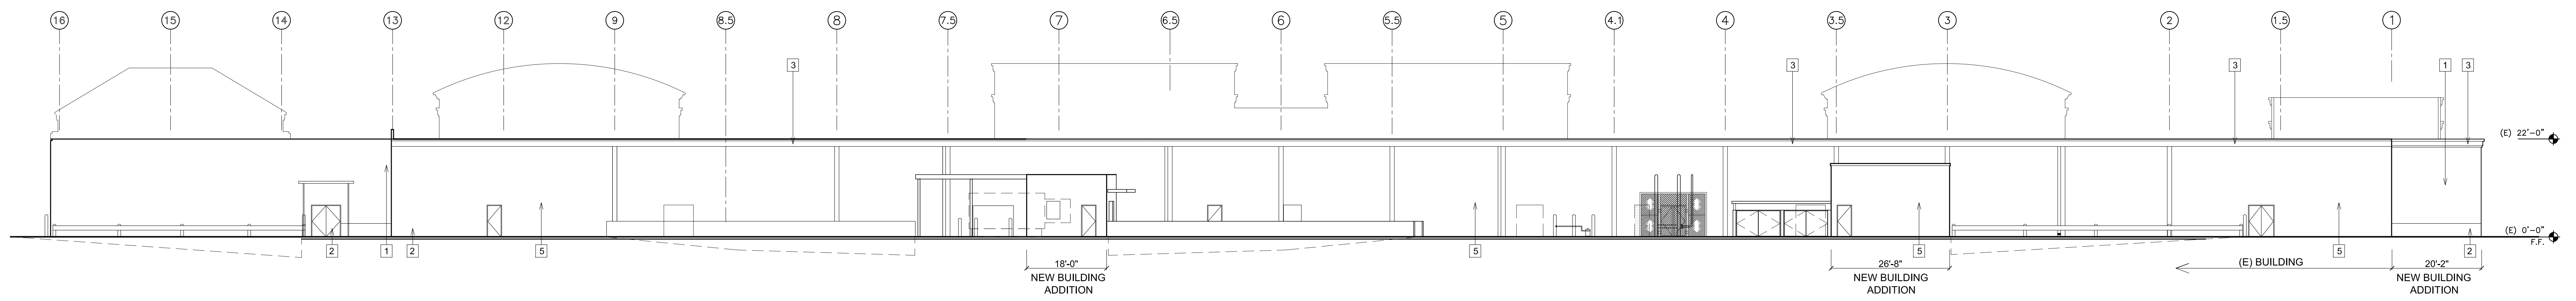 16 15 14 13 12 9 8.5 8 7.5 7 6.5 6 5.5 5 4.1 4 3.5 3 2 1.5 1
3 3 3 1 3
(E) 22'-0"
(E) 0'-0"
F.F.
2 1 2 5 5 5 5 2
18'-0"
NEW BUILDING
ADDITION
26'-8"
NEW BUILDING
ADDITION
(E) BUILDING
20'-2"
NEW BUILDING
ADDITION